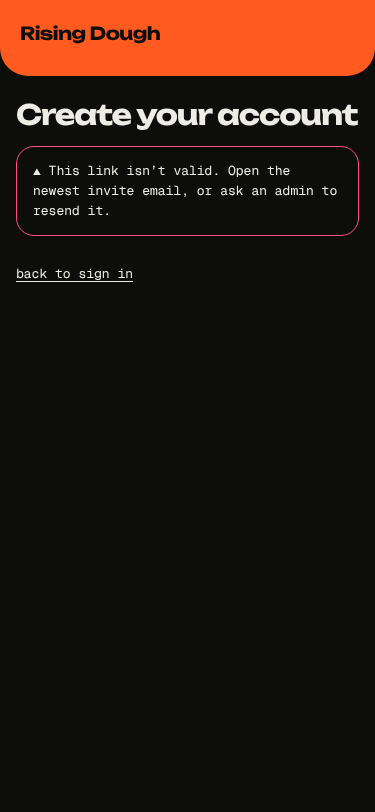 Rising Dough
Create your account
▲ This link isn’t valid. Open the
newest invite email, or ask an admin to
resend it.
back to sign in